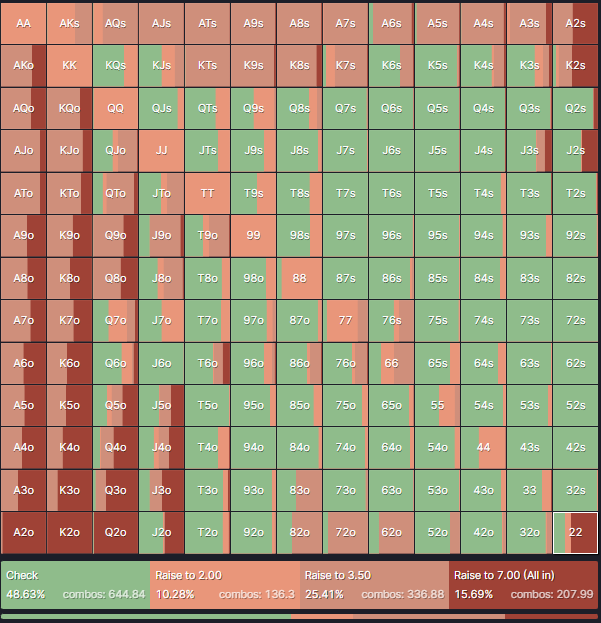 AA AKs AQs AJs ATs A9s A8s A7s A6s A5s A4s A3s A2s
AKo KK KQs KJs KTs K9s K8s K7s K6s K5s K4s K3s K2s
AQo KQo QQ QJs QTs Q9s Q8s Q7s Q6s Q5s Q4s Q3s Q2s
AJo KJo QJo JJ JTs J9s J8s J7s J6s J5s J4s J3s J2s
ATo KTo QTo JTo TT T9s T8s T7s T6s T5s T4s T3s T2s
A9o K9o Q9o J9o T9o 99 98s 97s 96s 95s 94s 93s 92s
A8o K8o Q8o J8o T8o 98o 88 87s 86s 85s 84s 83s 82s
A7o K7o Q7o J7o T7o 97o 87o 77 76s 75s 74s 73s 72s
A6o K6o Q6o J6o T6o 96o 86o 76o 66 65s 64s 63s 62s
A5o K5o Q5o J5o T5o 95o 85o 75o 65o 55 54s 53s 52s
A4o K4o Q4o J4o T4o 94o 84o 74o 64o 54o 44 43s 42s
A3o K3o Q3o J3o T3o 93o 83o 73o 63o 53o 43o 33 32s
A2o K2o Q2o J2o T2o 92o 82o 72o 62o 52o 42o 32o 22
Check Raise to 2.00 Raise to 3.50 Raise to 7.00 (All in)
48.63% combos: 644.84 10.28% combos: 136.3 25.41% combos: 336.88 15.69% combos: 207.99